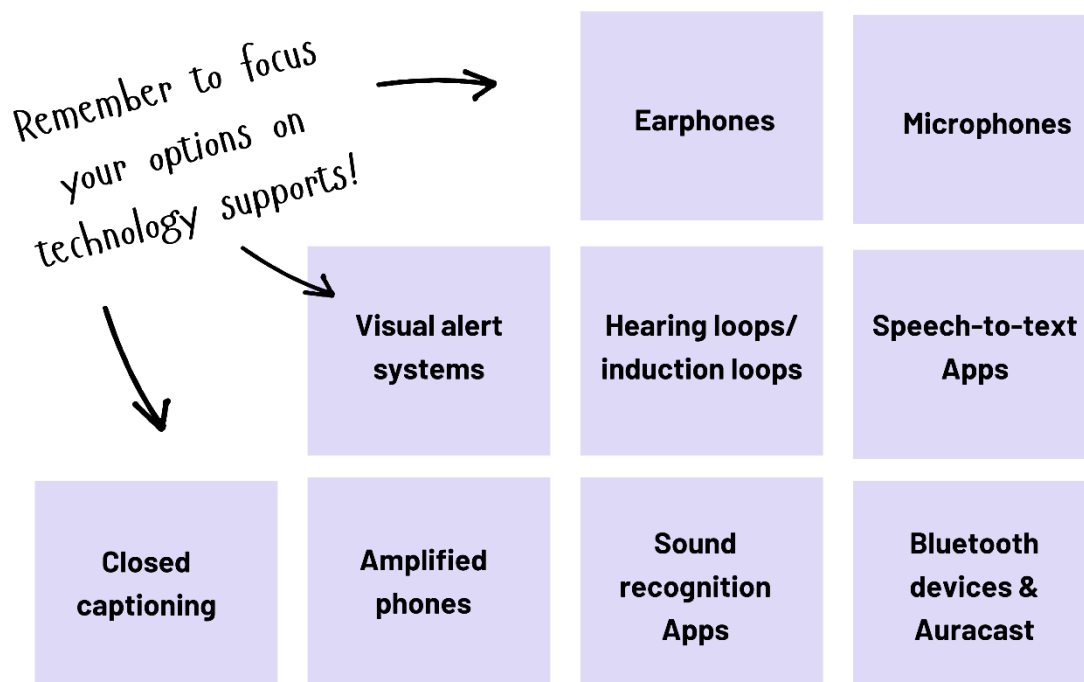 Remember to focus
your options on
technology supports!
Earphones
Microphones
Visual alert
systems
Hearing loops/
induction loops
Speech-to-text
Apps
Closed
captioning
Amplified
phones
Sound
recognition
Apps
Bluetooth
devices &
Auracast